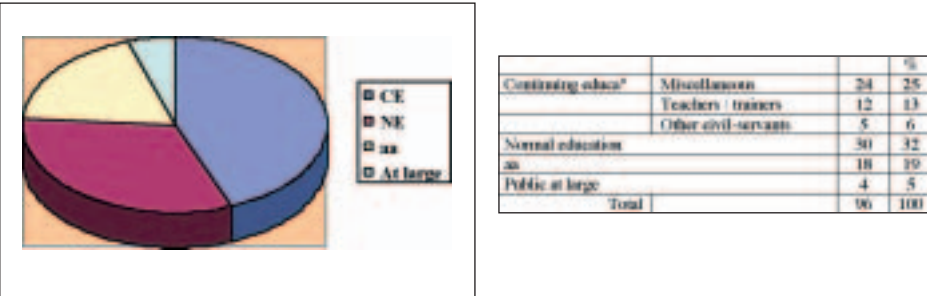 CE
NE
aa
At large
%
Continuing educa° Miscellaneous 24 25
Teachers / trainers 12 13
Other civil-servants 5 6
Normal education 30 32
aa 18 19
Public at large 4 5
Total 96 100